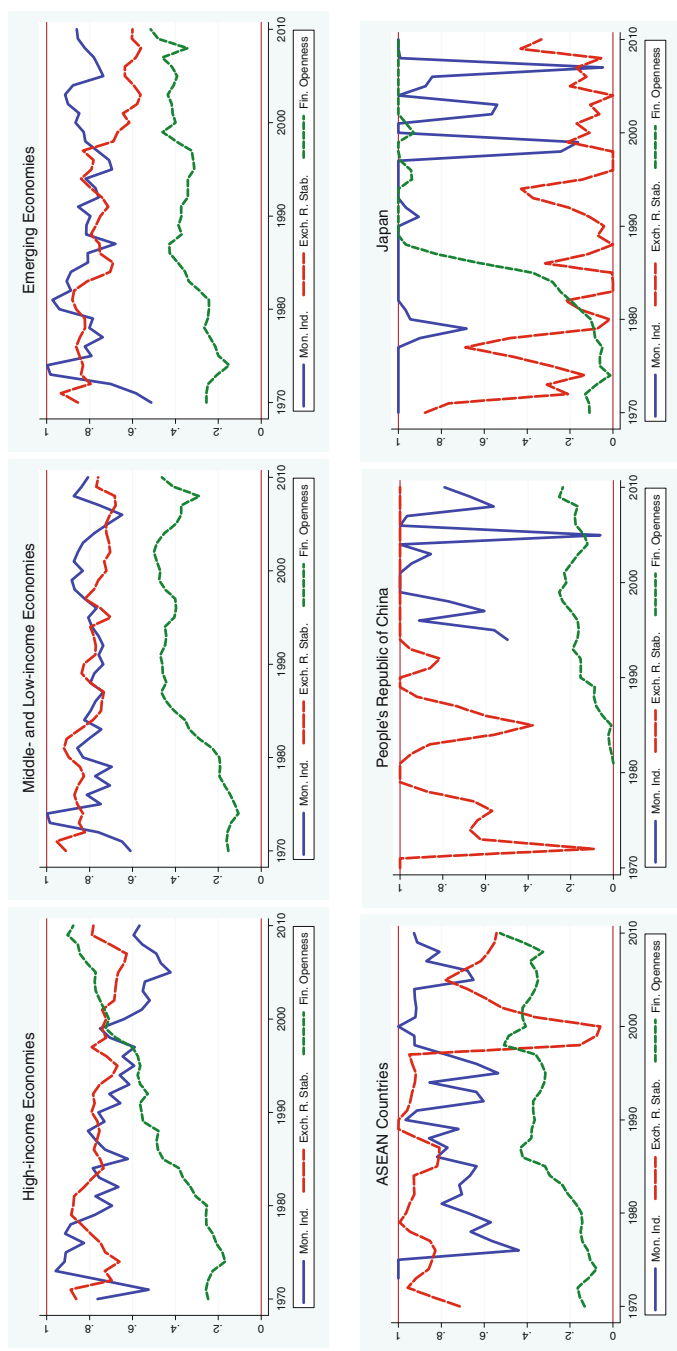 High-income Economies
1
.8
.6
.4
.2
0
1970 1980 1990 2000 2010
Mon. Ind. Exch. R. Stab. Fin. Openness
Middle- and Low-income Economies
1
.8
.6
.4
.2
0
1970 1980 1990 2000 2010
Mon. Ind. Exch. R. Stab. Fin. Openness
Emerging Economies
1
.8
.6
.4
.2
0
1970 1980 1990 2000 2010
Mon. Ind. Exch. R. Stab. Fin. Openness
ASEAN Countries
1
.8
.6
.4
.2
0
1970 1980 1990 2000 2010
Mon. Ind. Exch. R. Stab. Fin. Openness
People's Republic of China
1
.8
.6
.4
.2
0
1970 1980 1990 2000 2010
Mon. Ind. Exch. R. Stab. Fin. Openness
Japan
1
.8
.6
.4
.2
0
1970 1980 1990 2000 2010
Mon. Ind. Exch. R. Stab. Fin. Openness